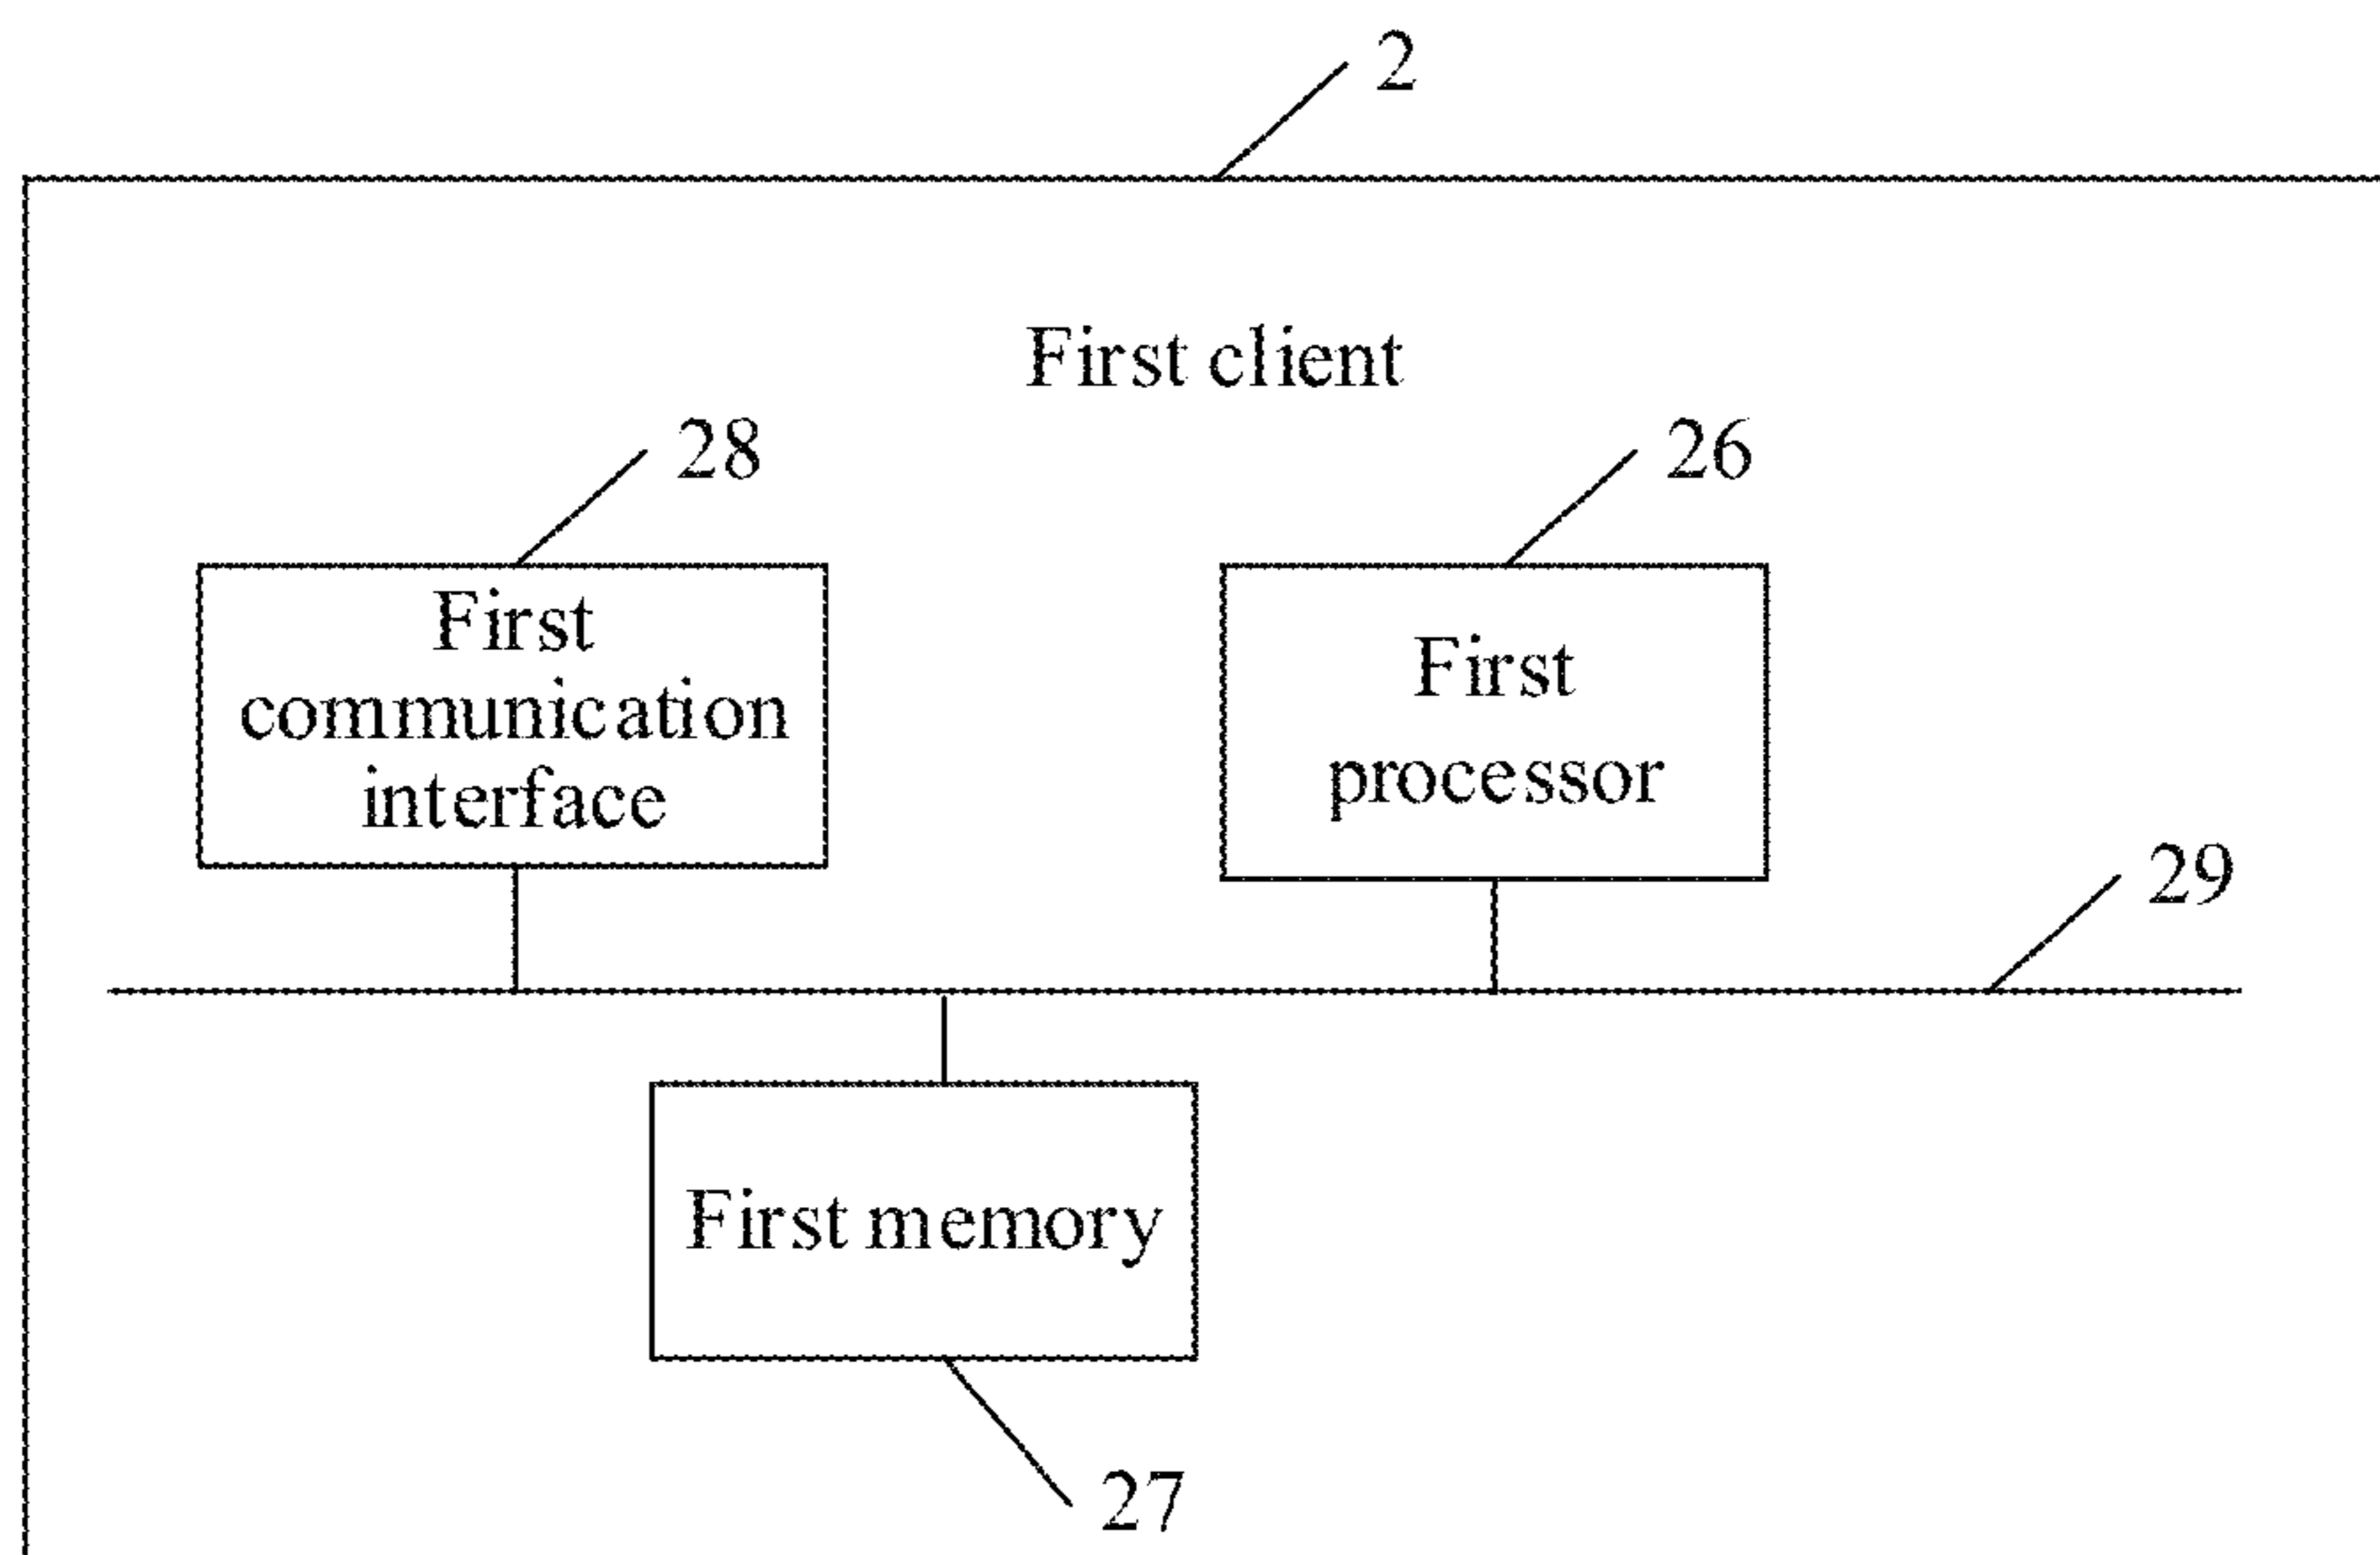 2
First client
28
26
First
communication
interface
First
processor
29
First memory
27